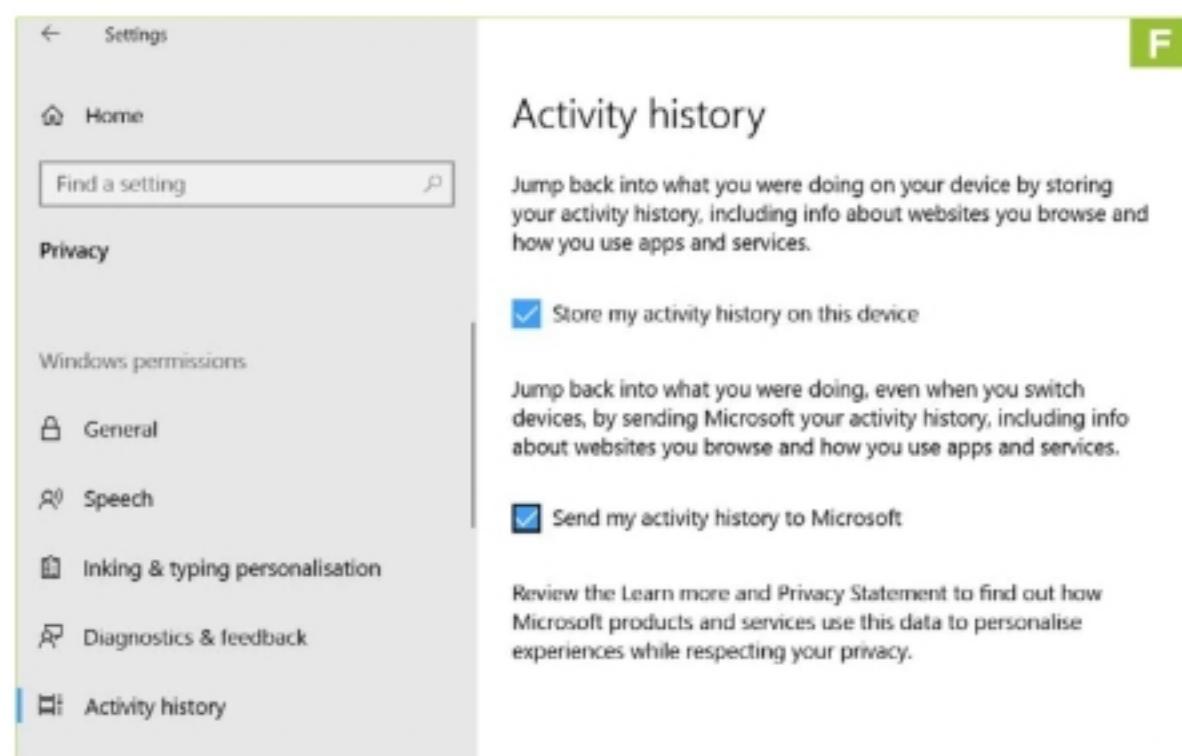 Settings
F
Home
Find a setting
Privacy
Windows permissions
General
Speech
Inking & typing personalisation
Diagnostics & feedback
Activity history
Activity history
Jump back into what you were doing on your device by storing
your activity history, including info about websites you browse and
how you use apps and services.
Store my activity history on this device
Jump back into what you were doing, even when you switch
devices, by sending Microsoft your activity history, including info
about websites you browse and how you use apps and services.
Send my activity history to Microsoft
Review the Learn more and Privacy Statement to find out how
Microsoft products and services use this data to personalise
experiences while respecting your privacy.